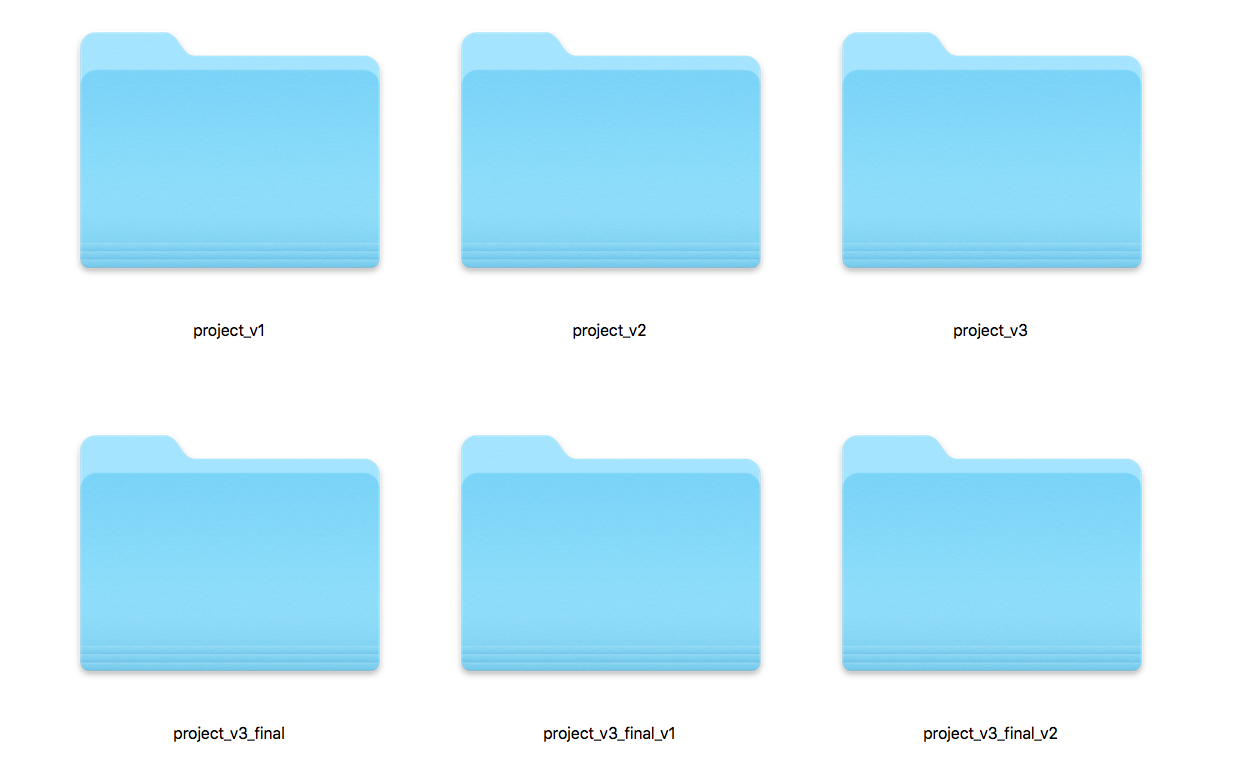 project_v1
project_v2
project_v3
project_v3_final
project_v3_final_v1
project_v3_final_v2